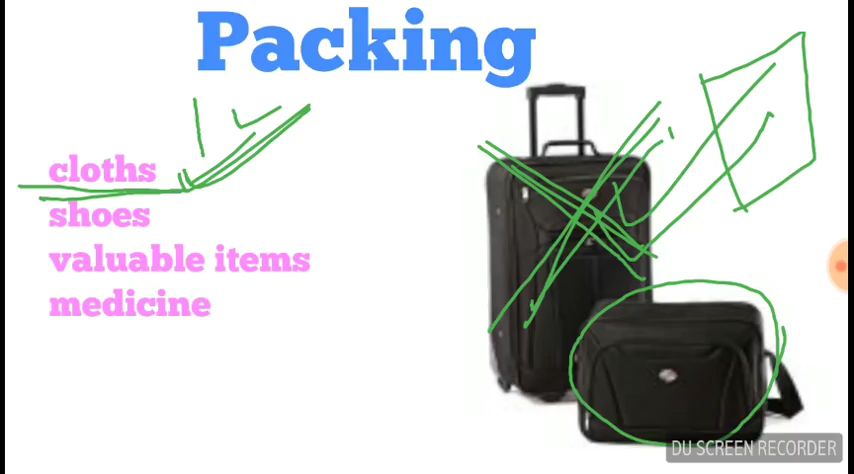 Packing
cloths
shoes
valuable items
medicine
DU SCREEN RECORDER